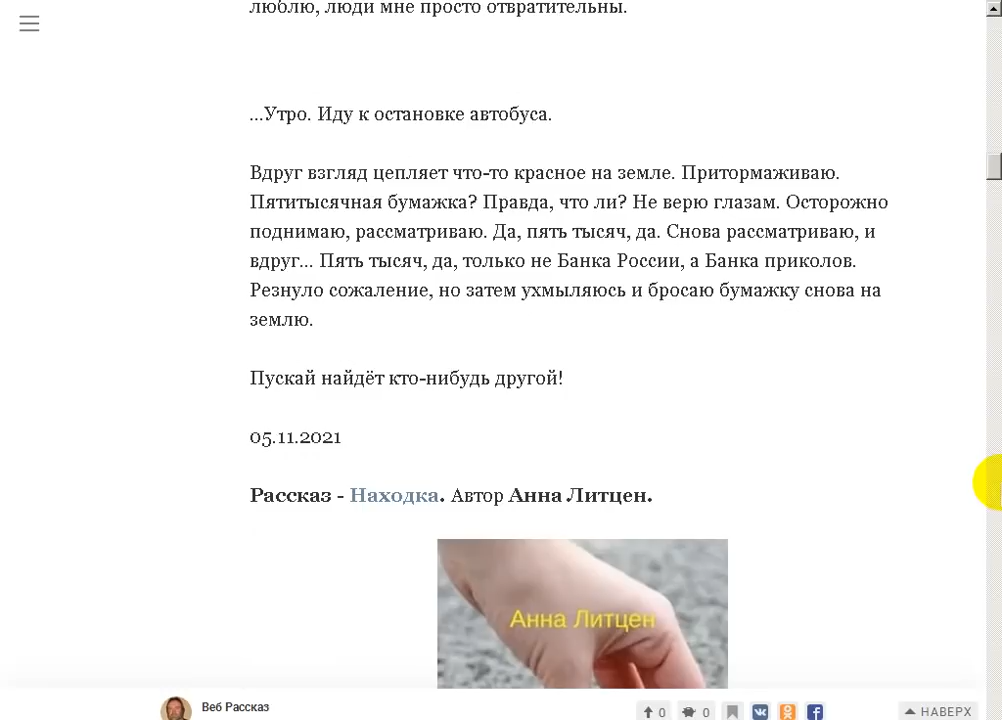 люблю, люди мне просто отвратительны.
...Утро. Иду к остановке автобуса.
Вдруг взгляд цепляет что-то красное на земле. Притормаживаю.
Пятитысячная бумажка? Правда, что ли? Не верю глазам. Осторожно
поднимаю, рассматриваю. Да, пять тысяч, да. Снова рассматриваю, и
вдруг... Пять тысяч, да, только не Банка России, а Банка приколов.
Резнуло сожаление, но затем ухмыляюсь и бросаю бумажку снова на
землю.
Пускай найдёт кто-нибудь другой!
05.11.2021
Рассказ - Находка. Автор Анна Литцен.
Анна Литцен
Веб Рассказ
0
0
НАВЕРХ